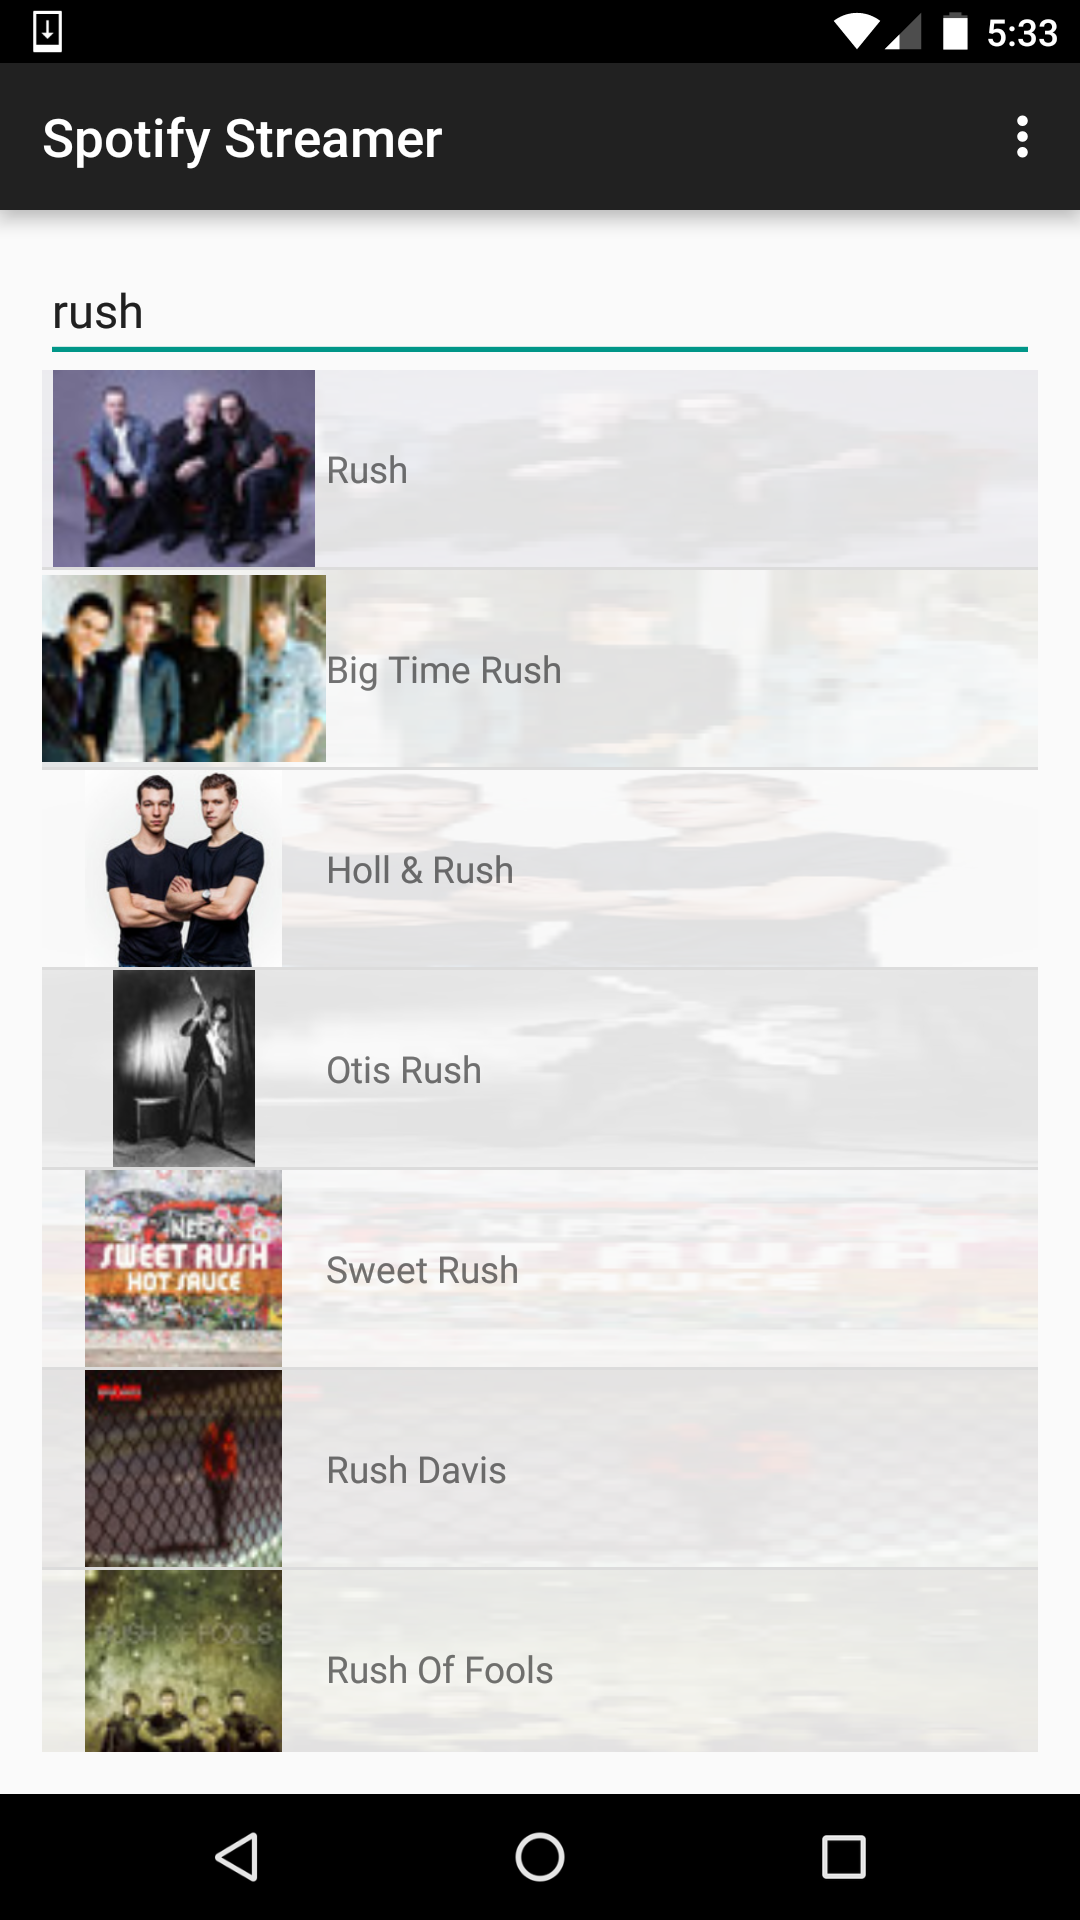 5:33
Spotify Streamer
rush
Rush
Big Time Rush
Holl & Rush
Otis Rush
NEW
SWEET RUSH
HOT SAUCE
Sweet Rush
Rush Davis
RUSH OF FOOLS
Rush Of Fools